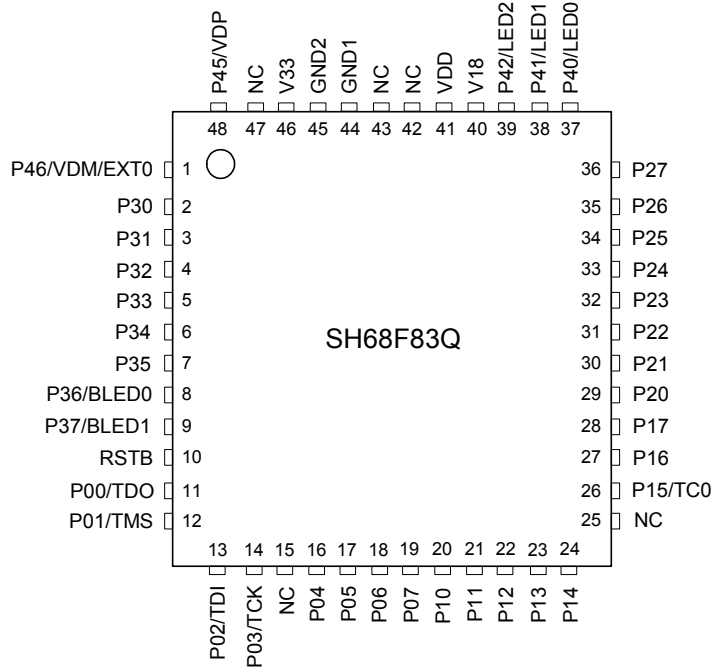 P45/VDP
NC
V33
GND2
GND1
NC
NC
VDD
V18
P42/LED2
P41/LED1
P40/LED0
48 47 46 45 44 43 42 41 40 39 38 37
P46/VDM/EXT0 1
P30 2
P31 3
P32 4
P33 5
P34 6
P35 7
P36/BLED0 8
P37/BLED1 9
RSTB 10
P00/TDO 11
P01/TMS 12
SH68F83Q
36 P27
35 P26
34 P25
33 P24
32 P23
31 P22
30 P21
29 P20
28 P17
27 P16
26 P15/TC0
25 NC
13 14 15 16 17 18 19 20 21 22 23 24
P02/TDI
P03/TCK
NC
P04
P05
P06
P07
P10
P11
P12
P13
P14